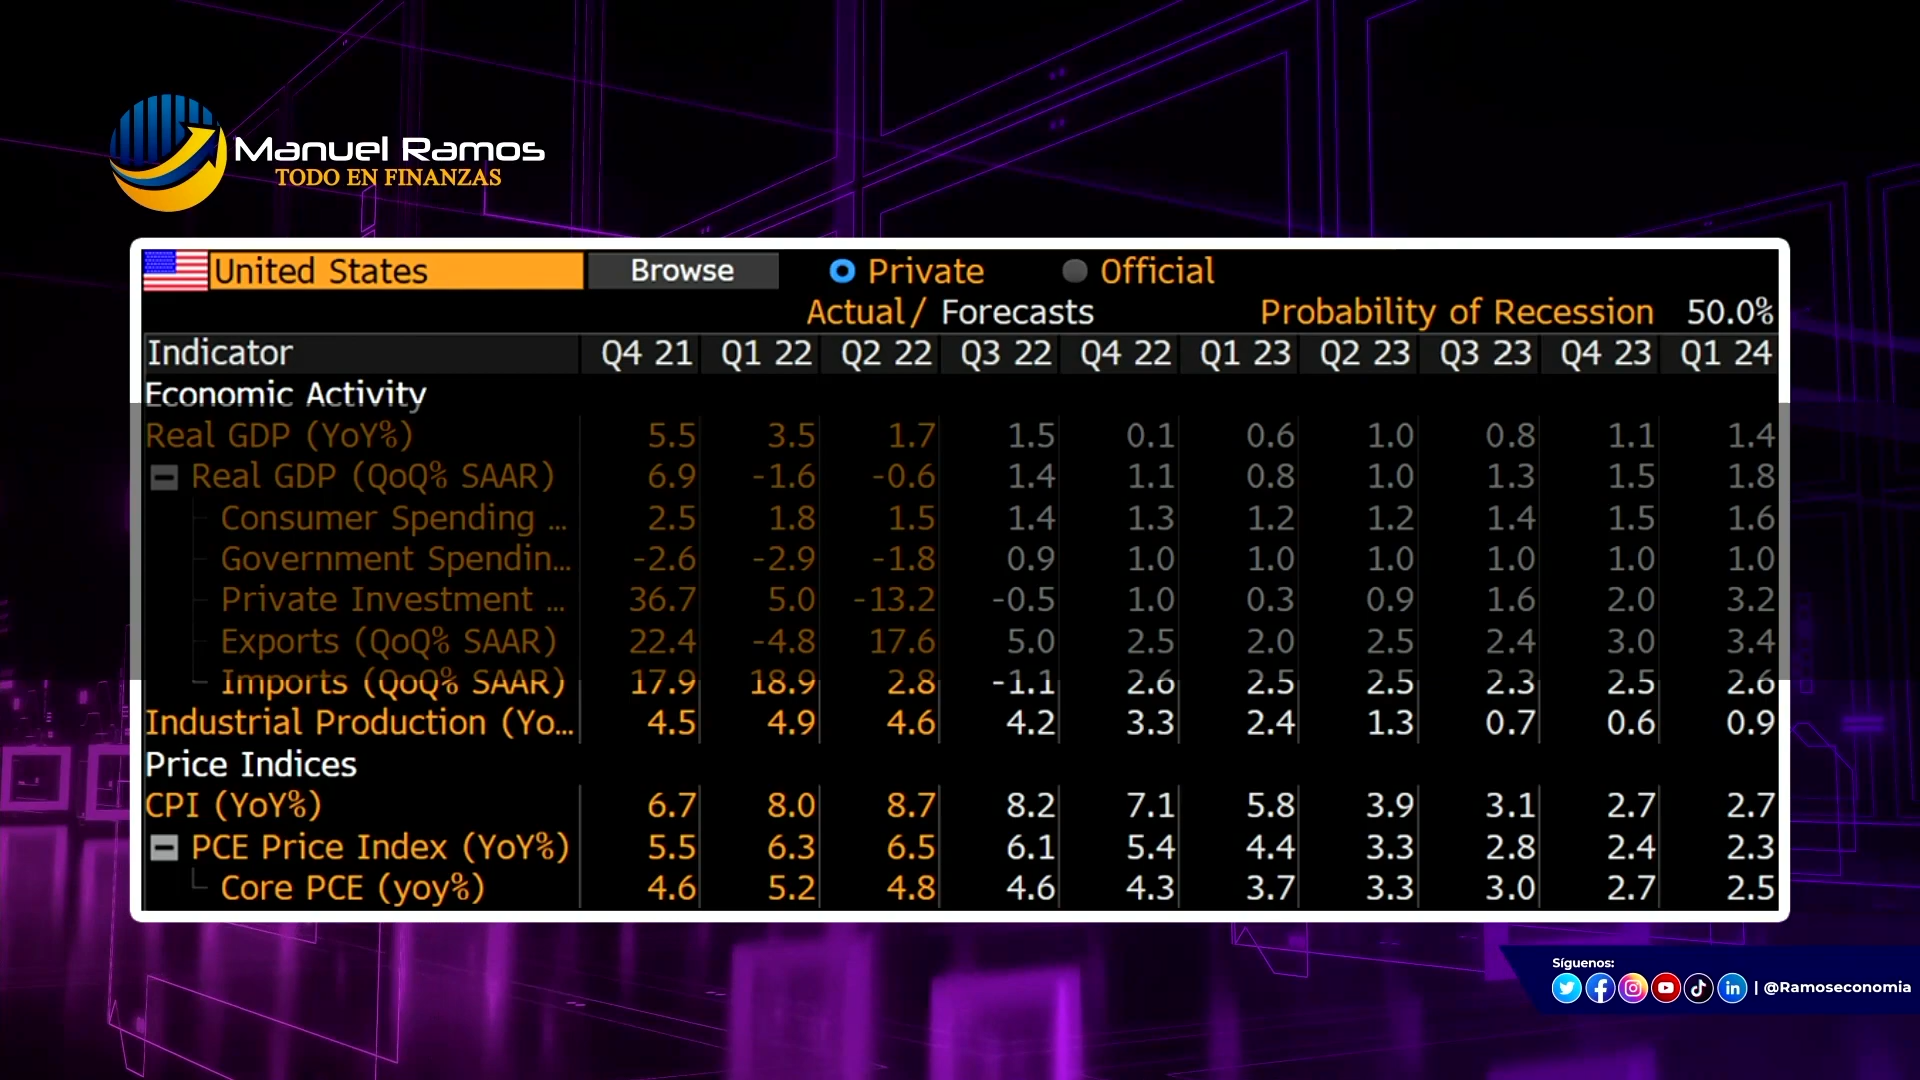 Manuel Ramos
TODO EN FINANZAS
United States Browse Private Official
Actual/ Forecasts Probability of Recession 50.0%
Indicator Q4 21 Q1 22 Q2 22 Q3 22 Q4 22 Q1 23 Q2 23 Q3 23 Q4 23 Q1 24
Economic Activity
Real GDP (YoY%) 5.5 3.5 1.7 1.5 0.1 0.6 1.0 0.8 1.1 1.4
Real GDP (QoQ% SAAR) 6.9 -1.6 -0.6 1.4 1.1 0.8 1.0 1.3 1.5 1.8
Consumer Spending ... 2.5 1.8 1.5 1.4 1.3 1.2 1.2 1.4 1.5 1.6
Government Spendin... -2.6 -2.9 -1.8 0.9 1.0 1.0 1.0 1.0 1.0 1.0
Private Investment ... 36.7 5.0 -13.2 -0.5 1.0 0.3 0.9 1.6 2.0 3.2
Exports (QoQ% SAAR) 22.4 -4.8 17.6 5.0 2.5 2.0 2.5 2.4 3.0 3.4
Imports (QoQ% SAAR) 17.9 18.9 2.8 -1.1 2.6 2.5 2.5 2.3 2.5 2.6
Industrial Production (Yo... 4.5 4.9 4.6 4.2 3.3 2.4 1.3 0.7 0.6 0.9
Price Indices
CPI (YoY%) 6.7 8.0 8.7 8.2 7.1 5.8 3.9 3.1 2.7 2.7
PCE Price Index (YoY%) 5.5 6.3 6.5 6.1 5.4 4.4 3.3 2.8 2.4 2.3
Core PCE (yoy%) 4.6 5.2 4.8 4.6 4.3 3.7 3.3 3.0 2.7 2.5
Síguenos:
| @Ramoseconomia